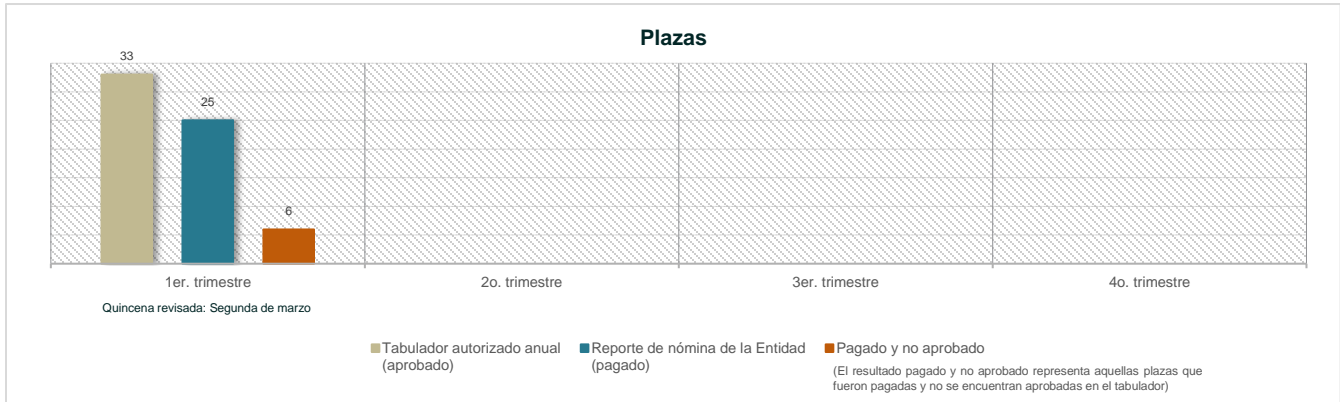 Plazas
33
25
6
1er. trimestre
2o. trimestre
3er. trimestre
4o. trimestre
Quincena revisada: Segunda de marzo
Tabulador autorizado anual
(aprobado)
Reporte de nómina de la Entidad
(pagado)
Pagado y no aprobado
(El resultado pagado y no aprobado representa aquellas plazas que
fueron pagadas y no se encuentran aprobadas en el tabulador)